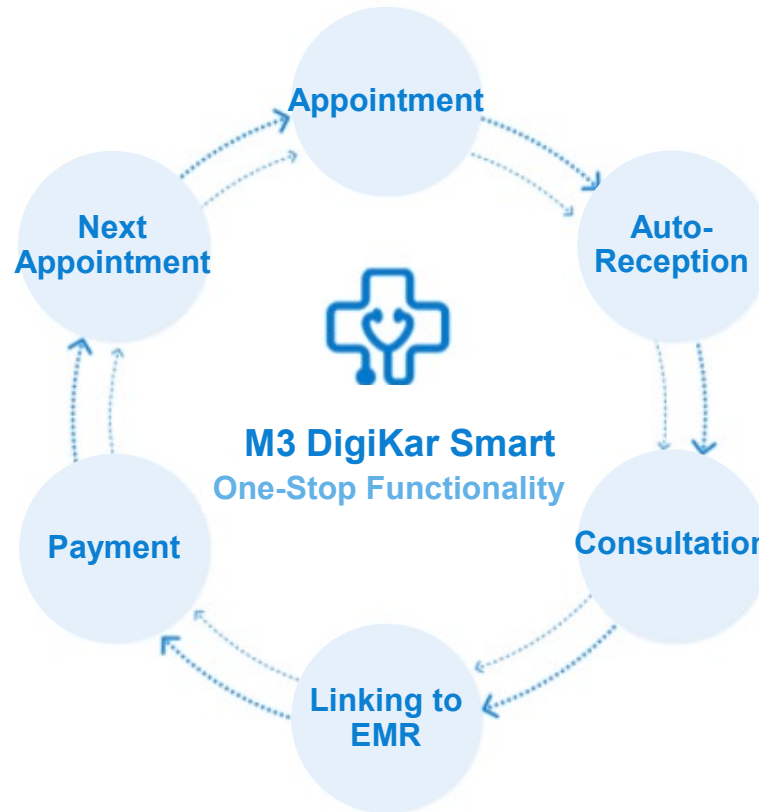 Appointment
Next
Appointment
Auto-
Reception
M3 DigiKar Smart
One-Stop Functionality
Payment
Consultation
Linking to
EMR